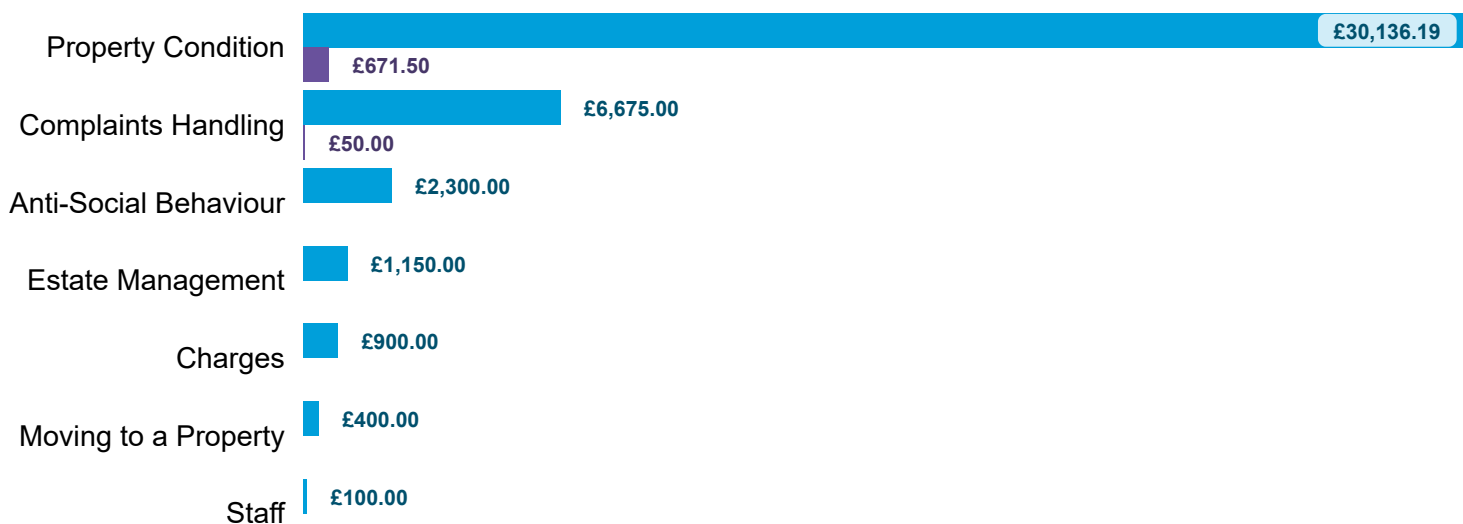 £30,136.19
Property Condition
£671.50
£6,675.00
Complaints Handling
£50.00
£2,300.00
Anti-Social Behaviour
£1,150.00
Estate Management
£900.00
Charges
£400.00
Moving to a Property
£100.00
Staff